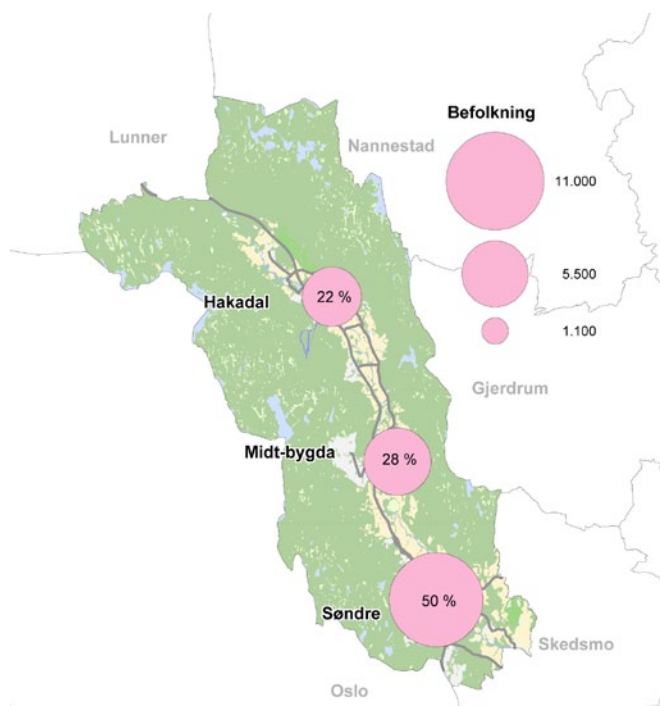 Befolkning
11.000
5.500
1.100
Lunner
Nannestad
Hakadal
22 %
Gjerdrum
Midt-bygda
28 %
Søndre
50 %
Skedsmo
Oslo